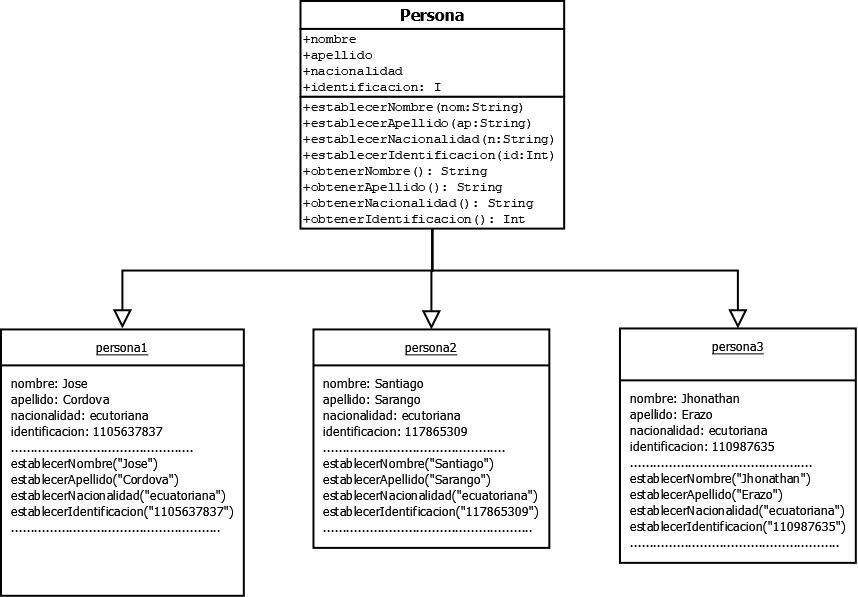 Persona
+nombre
+apellido
+nacionalidad
+identificacion: I
+establecerNombre(nom:String)
+establecerApellido(ap:String)
+establecerNacionalidad(n:String)
+establecerIdentificacion(id:Int)
+obtenerNombre(): String
+obtenerApellido(): String
+obtenerNacionalidad(): String
+obtenerIdentificacion(): Int
persona1
nombre: Jose
apellido: Cordova
nacionalidad: ecutoriana
identificacion: 1105637837
....................................................
establecerNombre("Jose")
establecerApellido("Cordova")
establecerNacionalidad("ecuatoriana")
establecerIdentificacion("1105637837")
............................................................
persona2
nombre: Santiago
apellido: Sarango
nacionalidad: ecutoriana
identificacion: 117865309
....................................................
establecerNombre("Santiago")
establecerApellido("Sarango")
establecerNacionalidad("ecuatoriana")
establecerIdentificacion("117865309")
............................................................
persona3
nombre: Jhonathan
apellido: Erazo
nacionalidad: ecutoriana
identificacion: 110987635
....................................................
establecerNombre("Jhonathan")
establecerApellido("Erazo")
establecerNacionalidad("ecuatoriana")
establecerIdentificacion("110987635")
............................................................